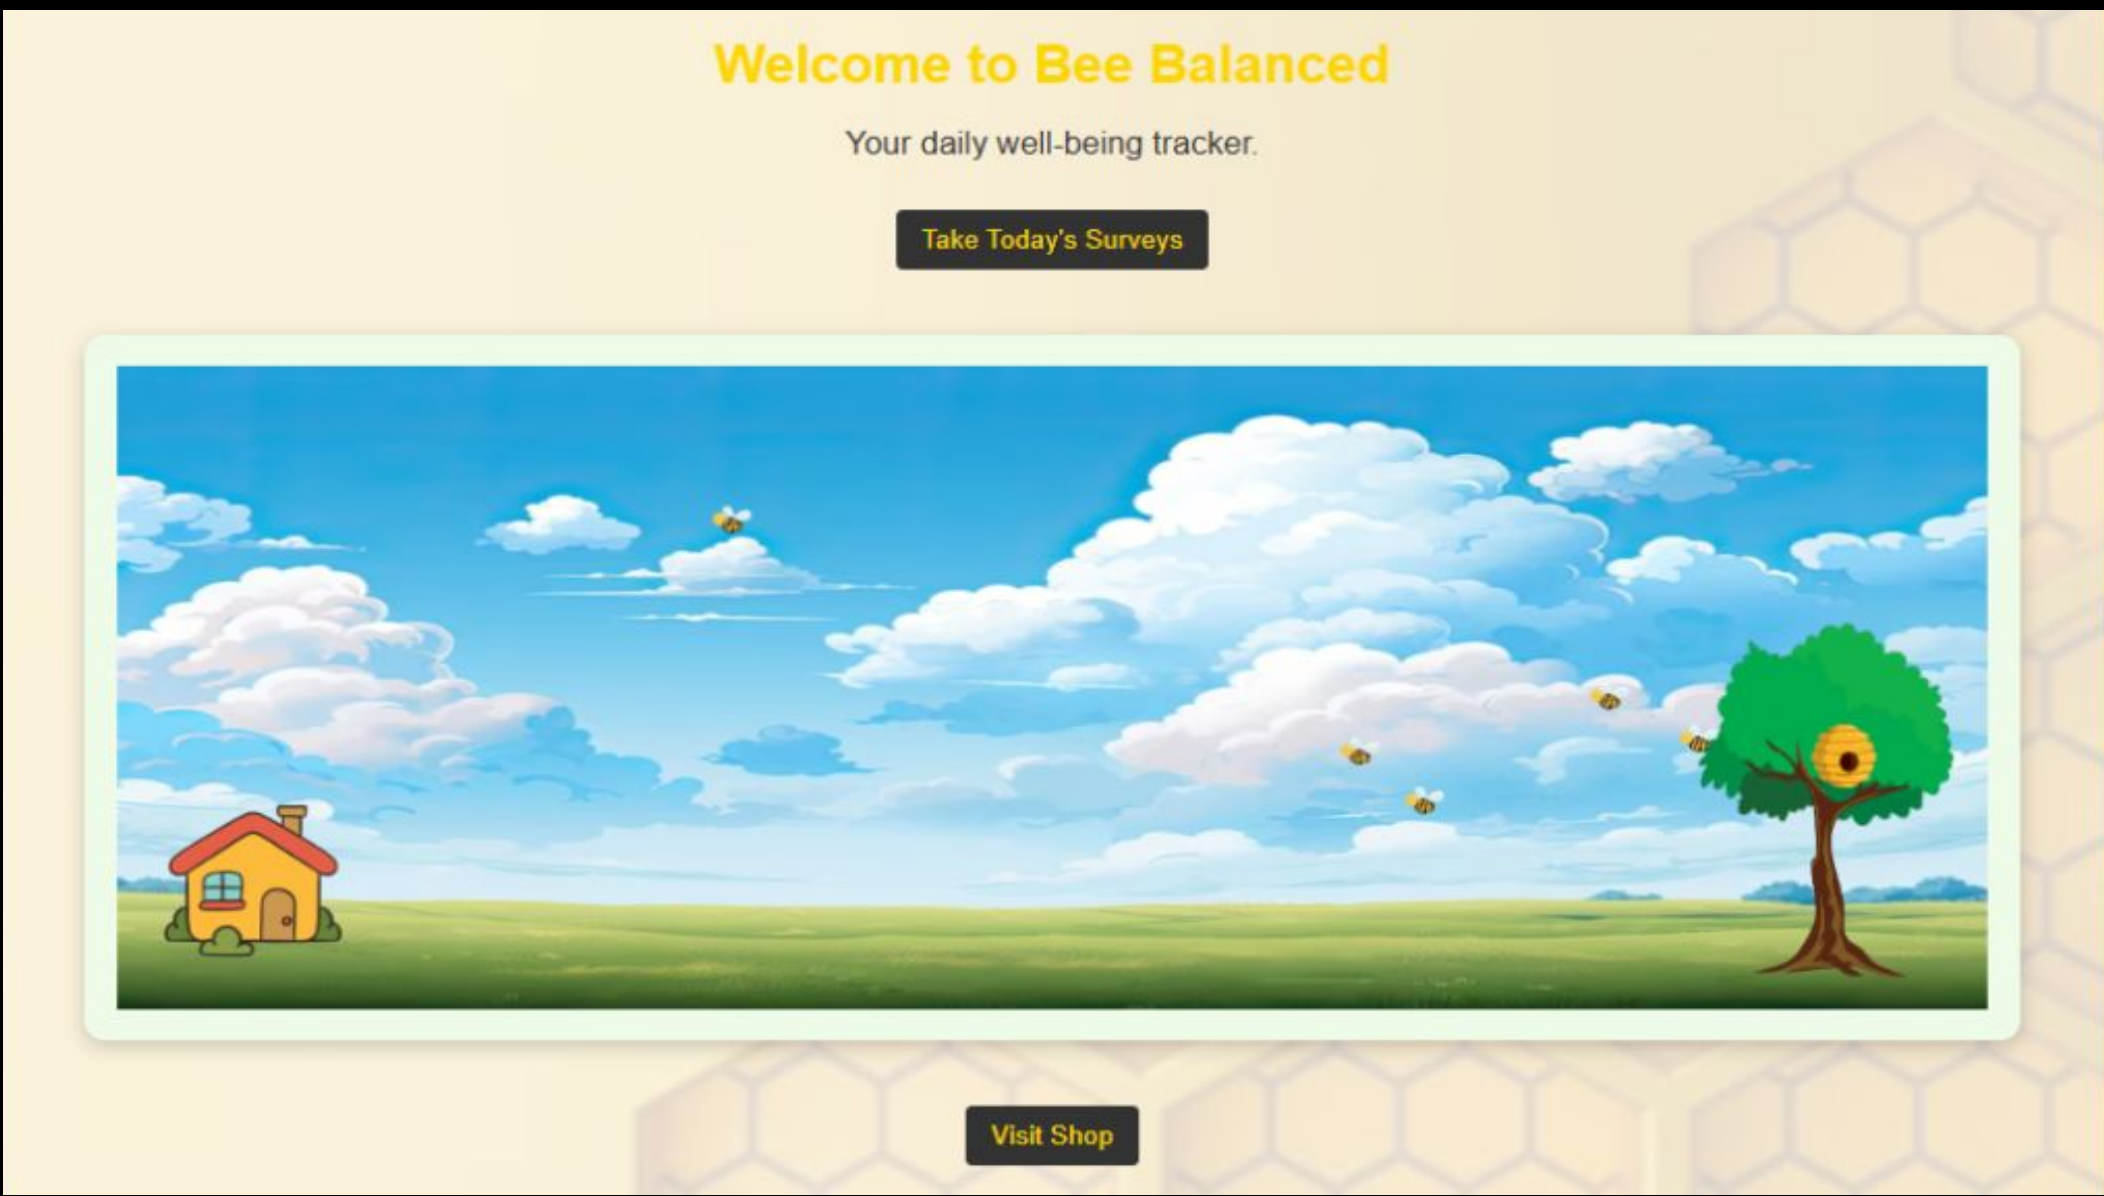 Welcome to Bee Balanced
Your daily well-being tracker.
Take Today's Surveys
Visit Shop